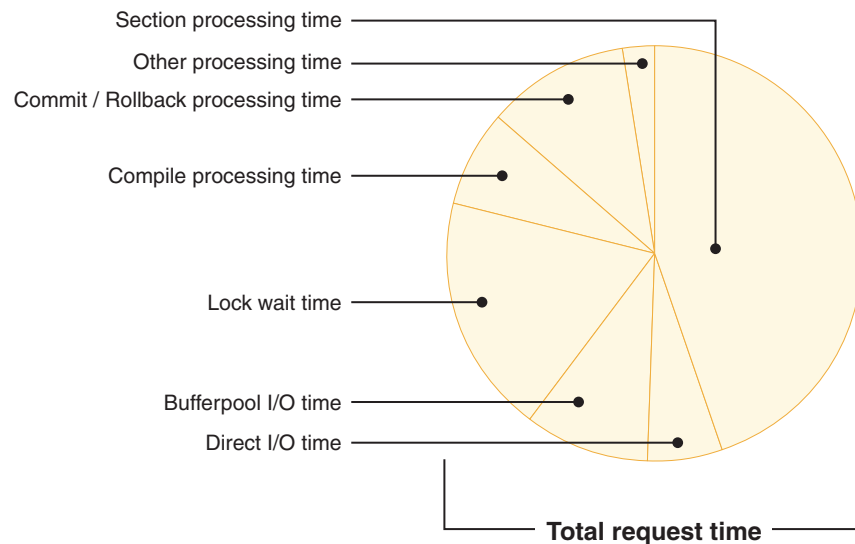 Section processing time
Other processing time
Commit / Rollback processing time
Compile processing time
Lock wait time
Bufferpool I/O time
Direct I/O time
Total request time